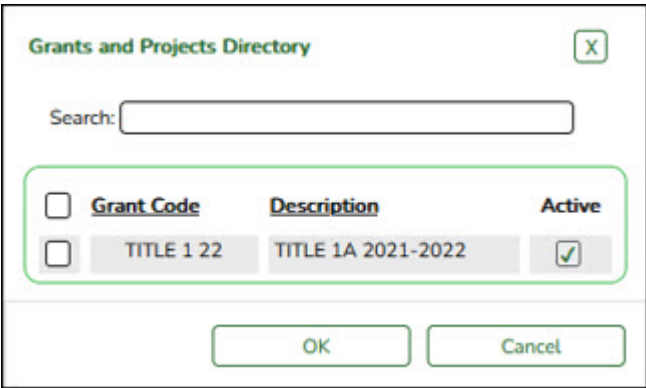 Grants and Projects Directory X
Search:
Grant Code Description Active
TITLE 1 22 TITLE 1A 2021-2022
OK Cancel